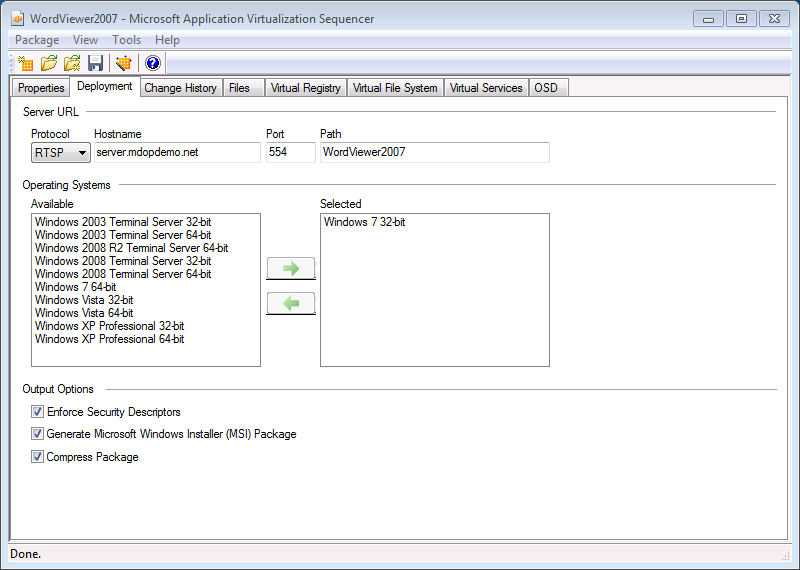 WordViewer2007 - Microsoft Application Virtualization Sequencer
Package View Tools Help
Properties Deployment Change History Files Virtual Registry Virtual File System Virtual Services OSD
Server URL
Protocol Hostname Port Path
RTSP server.mdopdemo.net 554 WordViewer2007
Operating Systems
Available
Windows 2003 Terminal Server 32-bit
Windows 2003 Terminal Server 64-bit
Windows 2008 R2 Terminal Server 64-bit
Windows 2008 Terminal Server 32-bit
Windows 2008 Terminal Server 64-bit
Windows 7 64-bit
Windows Vista 32-bit
Windows Vista 64-bit
Windows XP Professional 32-bit
Windows XP Professional 64-bit
Selected
Windows 7 32-bit
Output Options
Enforce Security Descriptors
Generate Microsoft Windows Installer (MSI) Package
Compress Package
Done.